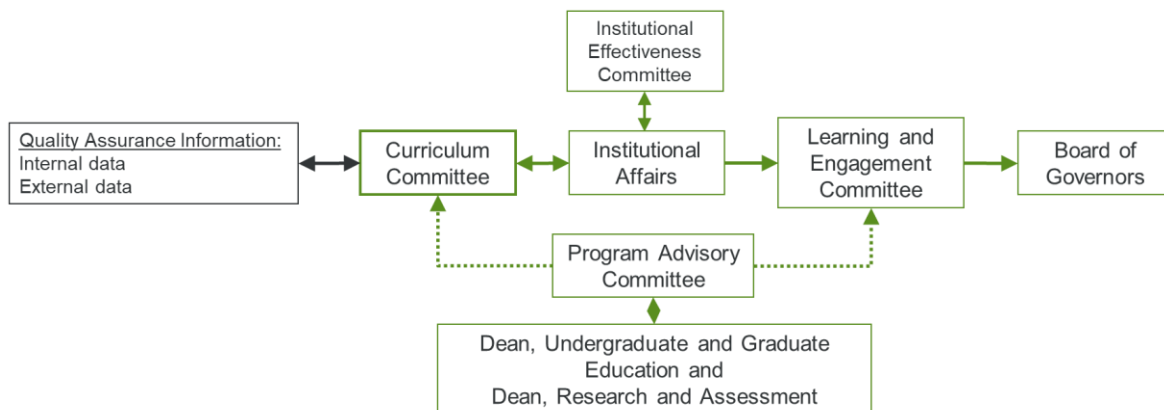 Institutional
Effectiveness
Committee
Quality Assurance Information:
Internal data
External data
Curriculum
Committee
Institutional
Affairs
Learning and
Engagement
Committee
Board of
Governors
Program Advisory
Committee
Dean, Undergraduate and Graduate
Education and
Dean, Research and Assessment